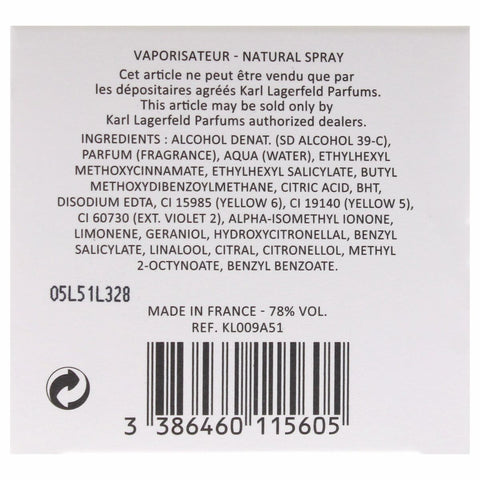 VAPORISATEUR - NATURAL SPRAY
Cet article ne peut être vendu que par
les dépositaires agréés Karl Lagerfeld Parfums.
This article may be sold only by
Karl Lagerfeld Parfums authorized dealers.
INGREDIENTS : ALCOHOL DENAT. (SD ALCOHOL 39-C),
PARFUM (FRAGRANCE), AQUA (WATER), ETHYLHEXYL
METHOXYCINNAMATE, ETHYLHEXYL SALICYLATE, BUTYL
METHOXYDIBENZOYLMETHANE, CITRIC ACID, BHT,
DISODIUM EDTA, CI 15985 (YELLOW 6), CI 19140 (YELLOW 5),
CI 60730 (EXT. VIOLET 2), ALPHA-ISOMETHYL IONONE,
LIMONENE, GERANIOL, HYDROXYCITRONELLAL, BENZYL
SALICYLATE, LINALOOL, CITRAL, CITRONELLOL, METHYL
2-OCTYNOATE, BENZYL BENZOATE.
05L51L328
MADE IN FRANCE - 78% VOL.
REF. KL009A51
3 386460 115605